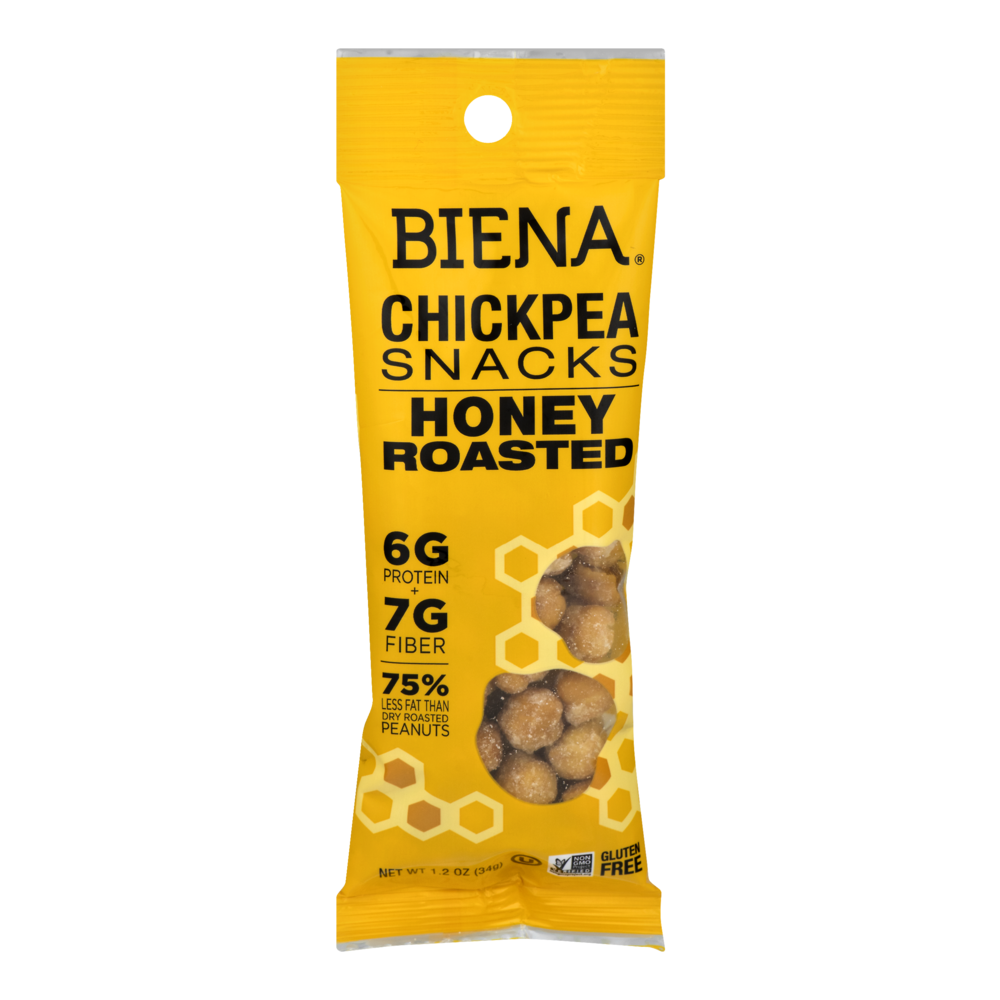 BIENA®
CHICKPEA
SNACKS
HONEY
ROASTED
6G
PROTEIN
+
7G
FIBER
75%
LESS FAT THAN
DRY ROASTED
PEANUTS
NET WT 1.2 OZ (34g)
U
NON
GMO
GLUTEN
FREE